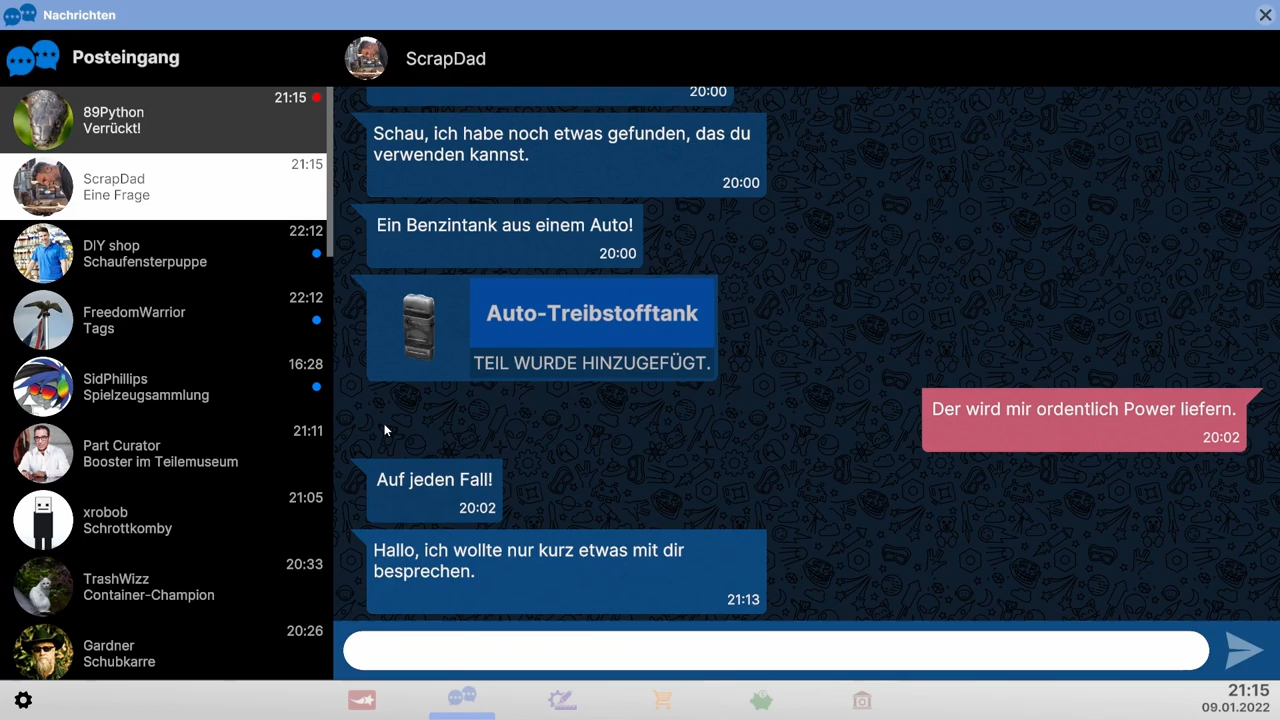 Nachrichten
Posteingang
ScrapDad
21:15
89Python
Verrückt!
21:15
ScrapDad
Eine Frage
22:12
DIY shop
Schaufensterpuppe
22:12
FreedomWarrior
Tags
16:28
SidPhillips
Spielzeugsammlung
21:11
Part Curator
Booster im Teilemuseum
21:05
xrobob
Schrottkomby
20:33
TrashWizz
Container-Champion
20:26
Gardner
Schubkarre
20:00
Schau, ich habe noch etwas gefunden, das du
verwenden kannst.
20:00
Ein Benzintank aus einem Auto!
20:00
Auto-Treibstofftank
TEIL WURDE HINZUGEFÜGT.
Der wird mir ordentlich Power liefern.
20:02
Auf jeden Fall!
20:02
Hallo, ich wollte nur kurz etwas mit dir
besprechen.
21:13
21:15
09.01.2022